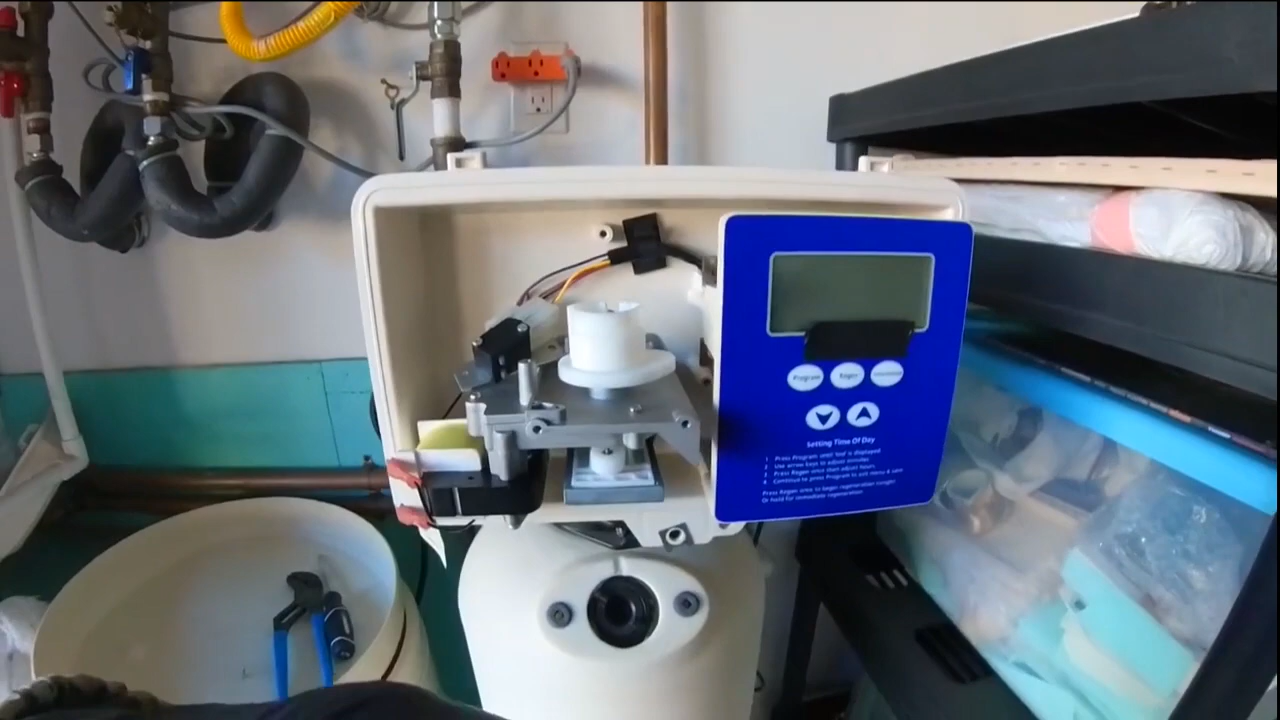 Program
Regen
Setting Time Of Day
1 Press Program until 'tod' is displayed
2 Use arrow keys to adjust minutes
3 Press Regen once then adjust hours
4 Continue to press Program to exit menu & save
Press Regen once to begin regeneration tonight
Or hold for immediate regeneration